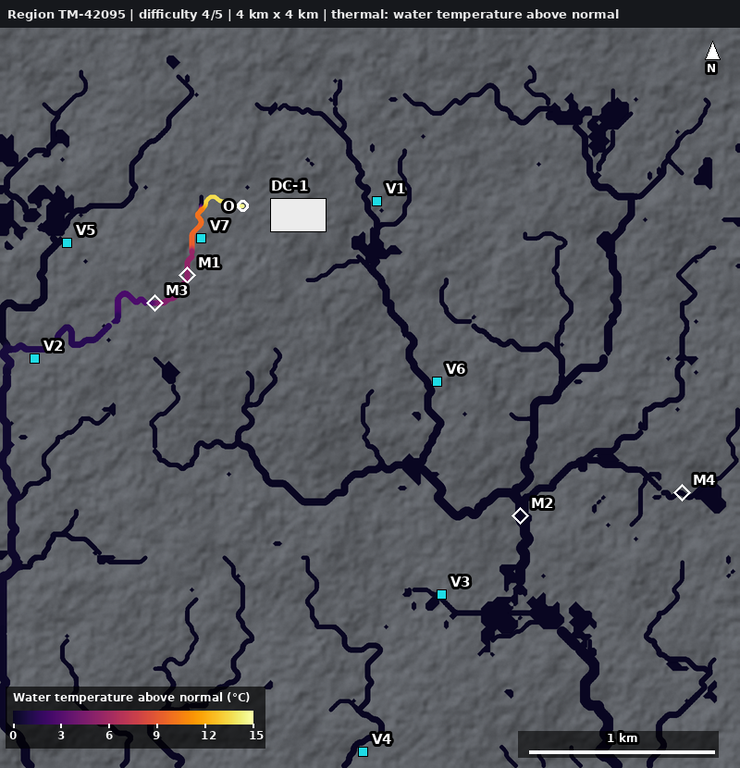 Region TM-42095 | difficulty 4/5 | 4 km x 4 km | thermal: water temperature above normal
N
DC-1
V1
O
V7
V5
M1
M3
V2
V6
M4
M2
V3
Water temperature above normal (°C)
0 3 6 9 12 15
V4
1 km